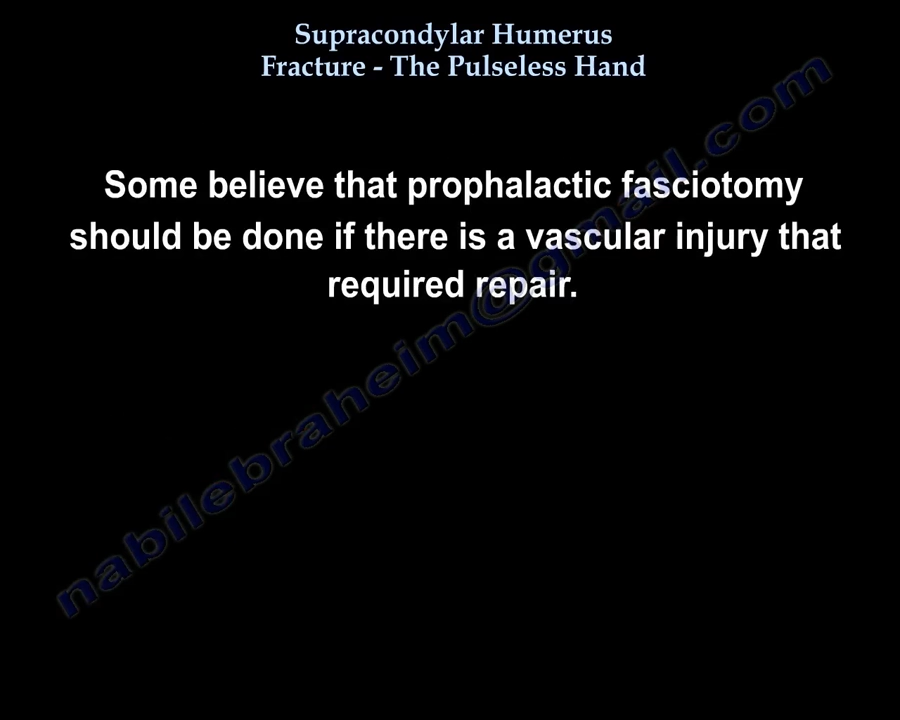 Supracondylar Humerus
Fracture - The Pulseless Hand
Some believe that prophalactic fasciotomy
should be done if there is a vascular injury that
required repair.
nabilebraheim@gmail.com